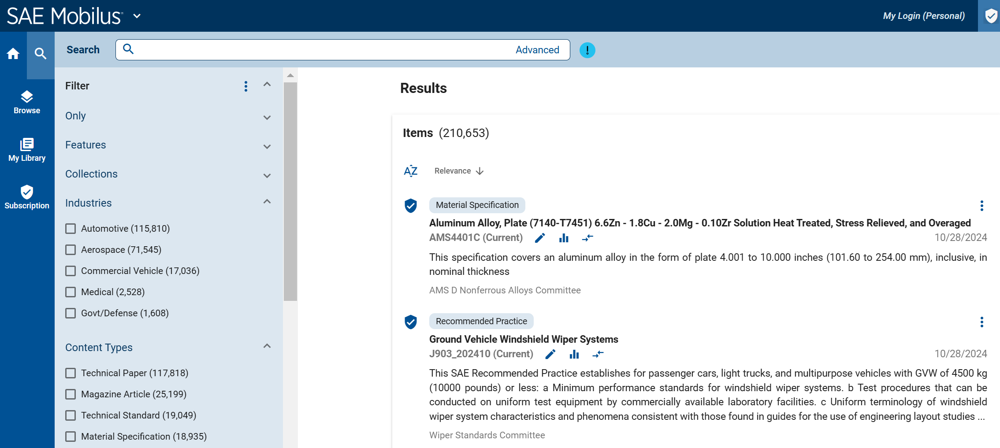 SAE Mobilus
My Login (Personal)
Search
Advanced
Browse
My Library
Subscription
Filter
Only
Features
Collections
Industries
Automotive (115,810)
Aerospace (71,545)
Commercial Vehicle (17,036)
Medical (2,528)
Govt/Defense (1,608)
Content Types
Technical Paper (117,818)
Magazine Article (25,199)
Technical Standard (19,049)
Material Specification (18,935)
Results
Items (210,653)
AZ Relevance
Material Specification
Aluminum Alloy, Plate (7140-T7451) 6.6Zn - 1.8Cu - 2.0Mg - 0.10Zr Solution Heat Treated, Stress Relieved, and Overaged
AMS4401C (Current) 10/28/2024
This specification covers an aluminum alloy in the form of plate 4.001 to 10.000 inches (101.60 to 254.00 mm), inclusive, in
nominal thickness
AMS D Nonferrous Alloys Committee
Recommended Practice
Ground Vehicle Windshield Wiper Systems
J903_202410 (Current) 10/28/2024
This SAE Recommended Practice establishes for passenger cars, light trucks, and multipurpose vehicles with GVW of 4500 kg
(10000 pounds) or less: a Minimum performance standards for windshield wiper systems. b Test procedures that can be
conducted on uniform test equipment by commercially available laboratory facilities. c Uniform terminology of windshield
wiper system characteristics and phenomena consistent with those found in guides for the use of engineering layout studies ...
Wiper Standards Committee